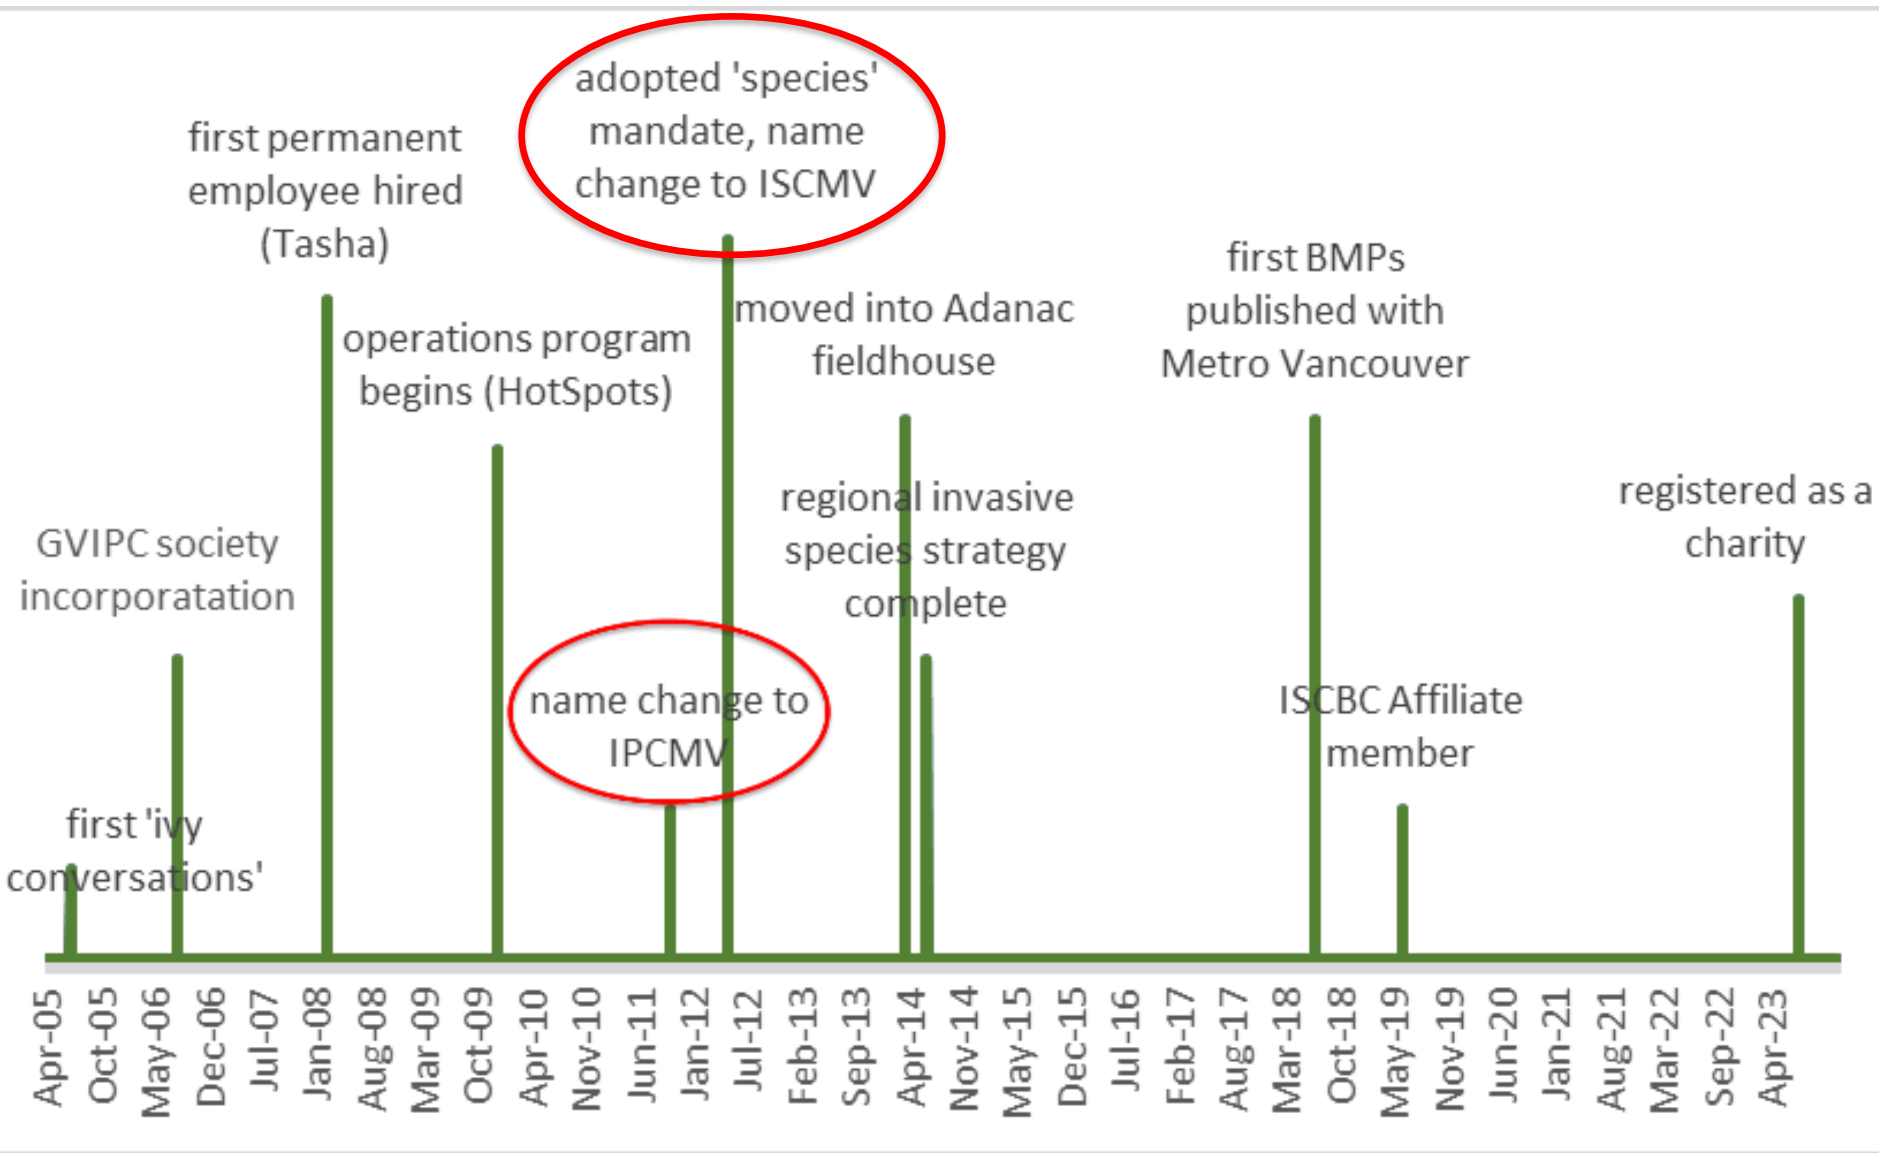 adopted 'species'
mandate, name
change to ISCMV
first permanent
employee hired
(Tasha)
first BMPs
published with
Metro Vancouver
moved into Adanac
fieldhouse
operations program
begins (HotSpots)
regional invasive
species strategy
complete
registered as a
charity
GVIPC society
incorporatation
name change to
IPCMV
ISCBC Affiliate
member
first 'ivy
conversations'
Apr-05
Oct-05
May-06
Dec-06
Jul-07
Jan-08
Aug-08
Mar-09
Oct-09
Apr-10
Nov-10
Jun-11
Jan-12
Jul-12
Feb-13
Sep-13
Apr-14
Nov-14
May-15
Dec-15
Jul-16
Feb-17
Aug-17
Mar-18
Oct-18
May-19
Nov-19
Jun-20
Jan-21
Aug-21
Mar-22
Sep-22
Apr-23